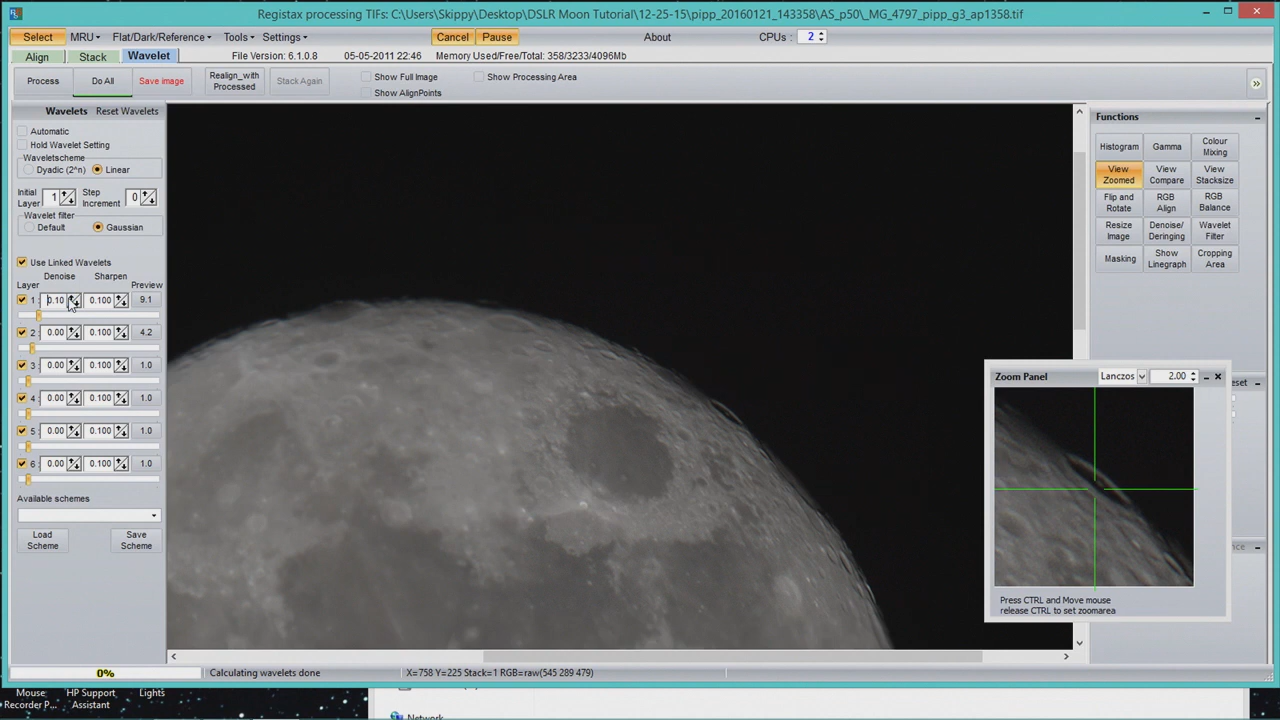 Registax processing TIFs: C:\Users\Skippy\Desktop\DSLR Moon Tutorial\12-25-15\pipp_20160121_143358\AS_p50\_MG_4797_pipp_g3_ap1358.tif
Select MRU Flat/Dark/Reference Tools Settings Cancel Pause About CPUs : 2
Align Stack Wavelet File Version: 6.1.0.8 05-05-2011 22:46 Memory Used/Free/Total: 358/3233/4096Mb
Process Do All Save image Realign_with Processed Stack Again Show Full Image Show Processing Area
Show AlignPoints
Wavelets Reset Wavelets
Automatic
Hold Wavelet Setting
Waveletscheme
Dyadic (2^n) Linear
Initial Layer 1 Step Increment 0
Wavelet filter
Default Gaussian
Use Linked Wavelets
Denoise Sharpen
Layer Preview
1 : 0.10 0.100 9.1
2 : 0.00 0.100 4.2
3 : 0.00 0.100 1.0
4 : 0.00 0.100 1.0
5 : 0.00 0.100 1.0
6 : 0.00 0.100 1.0
Available schemes
Load Scheme Save Scheme
Functions
Histogram Gamma Colour Mixing
View Zoomed View Compare View Stacksize
Flip and Rotate RGB Align RGB Balance
Resize Image Denoise/ Deringing Wavelet Filter
Masking Show Linegraph Cropping Area
Zoom Panel Lanczos 2.00
eset
Press CTRL and Move mouse
release CTRL to set zoomarea
nce
0% Calculating wavelets done X=758 Y=225 Stack=1 RGB=raw(545 289 479)
Mouse Recorder P... HP Support Assistant Lights
Network